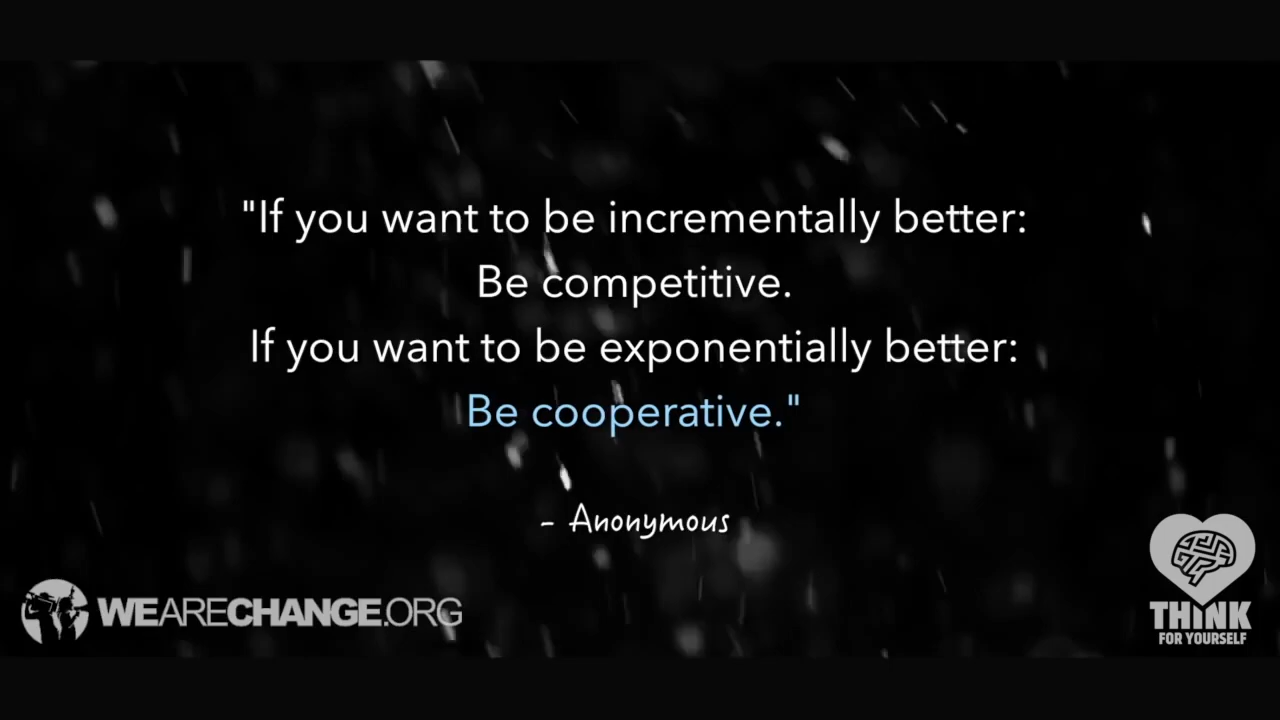 "If you want to be incrementally better:
Be competitive.
If you want to be exponentially better:
Be cooperative."
- Anonymous
WEARECHANGE.ORG
THINK
FOR YOURSELF